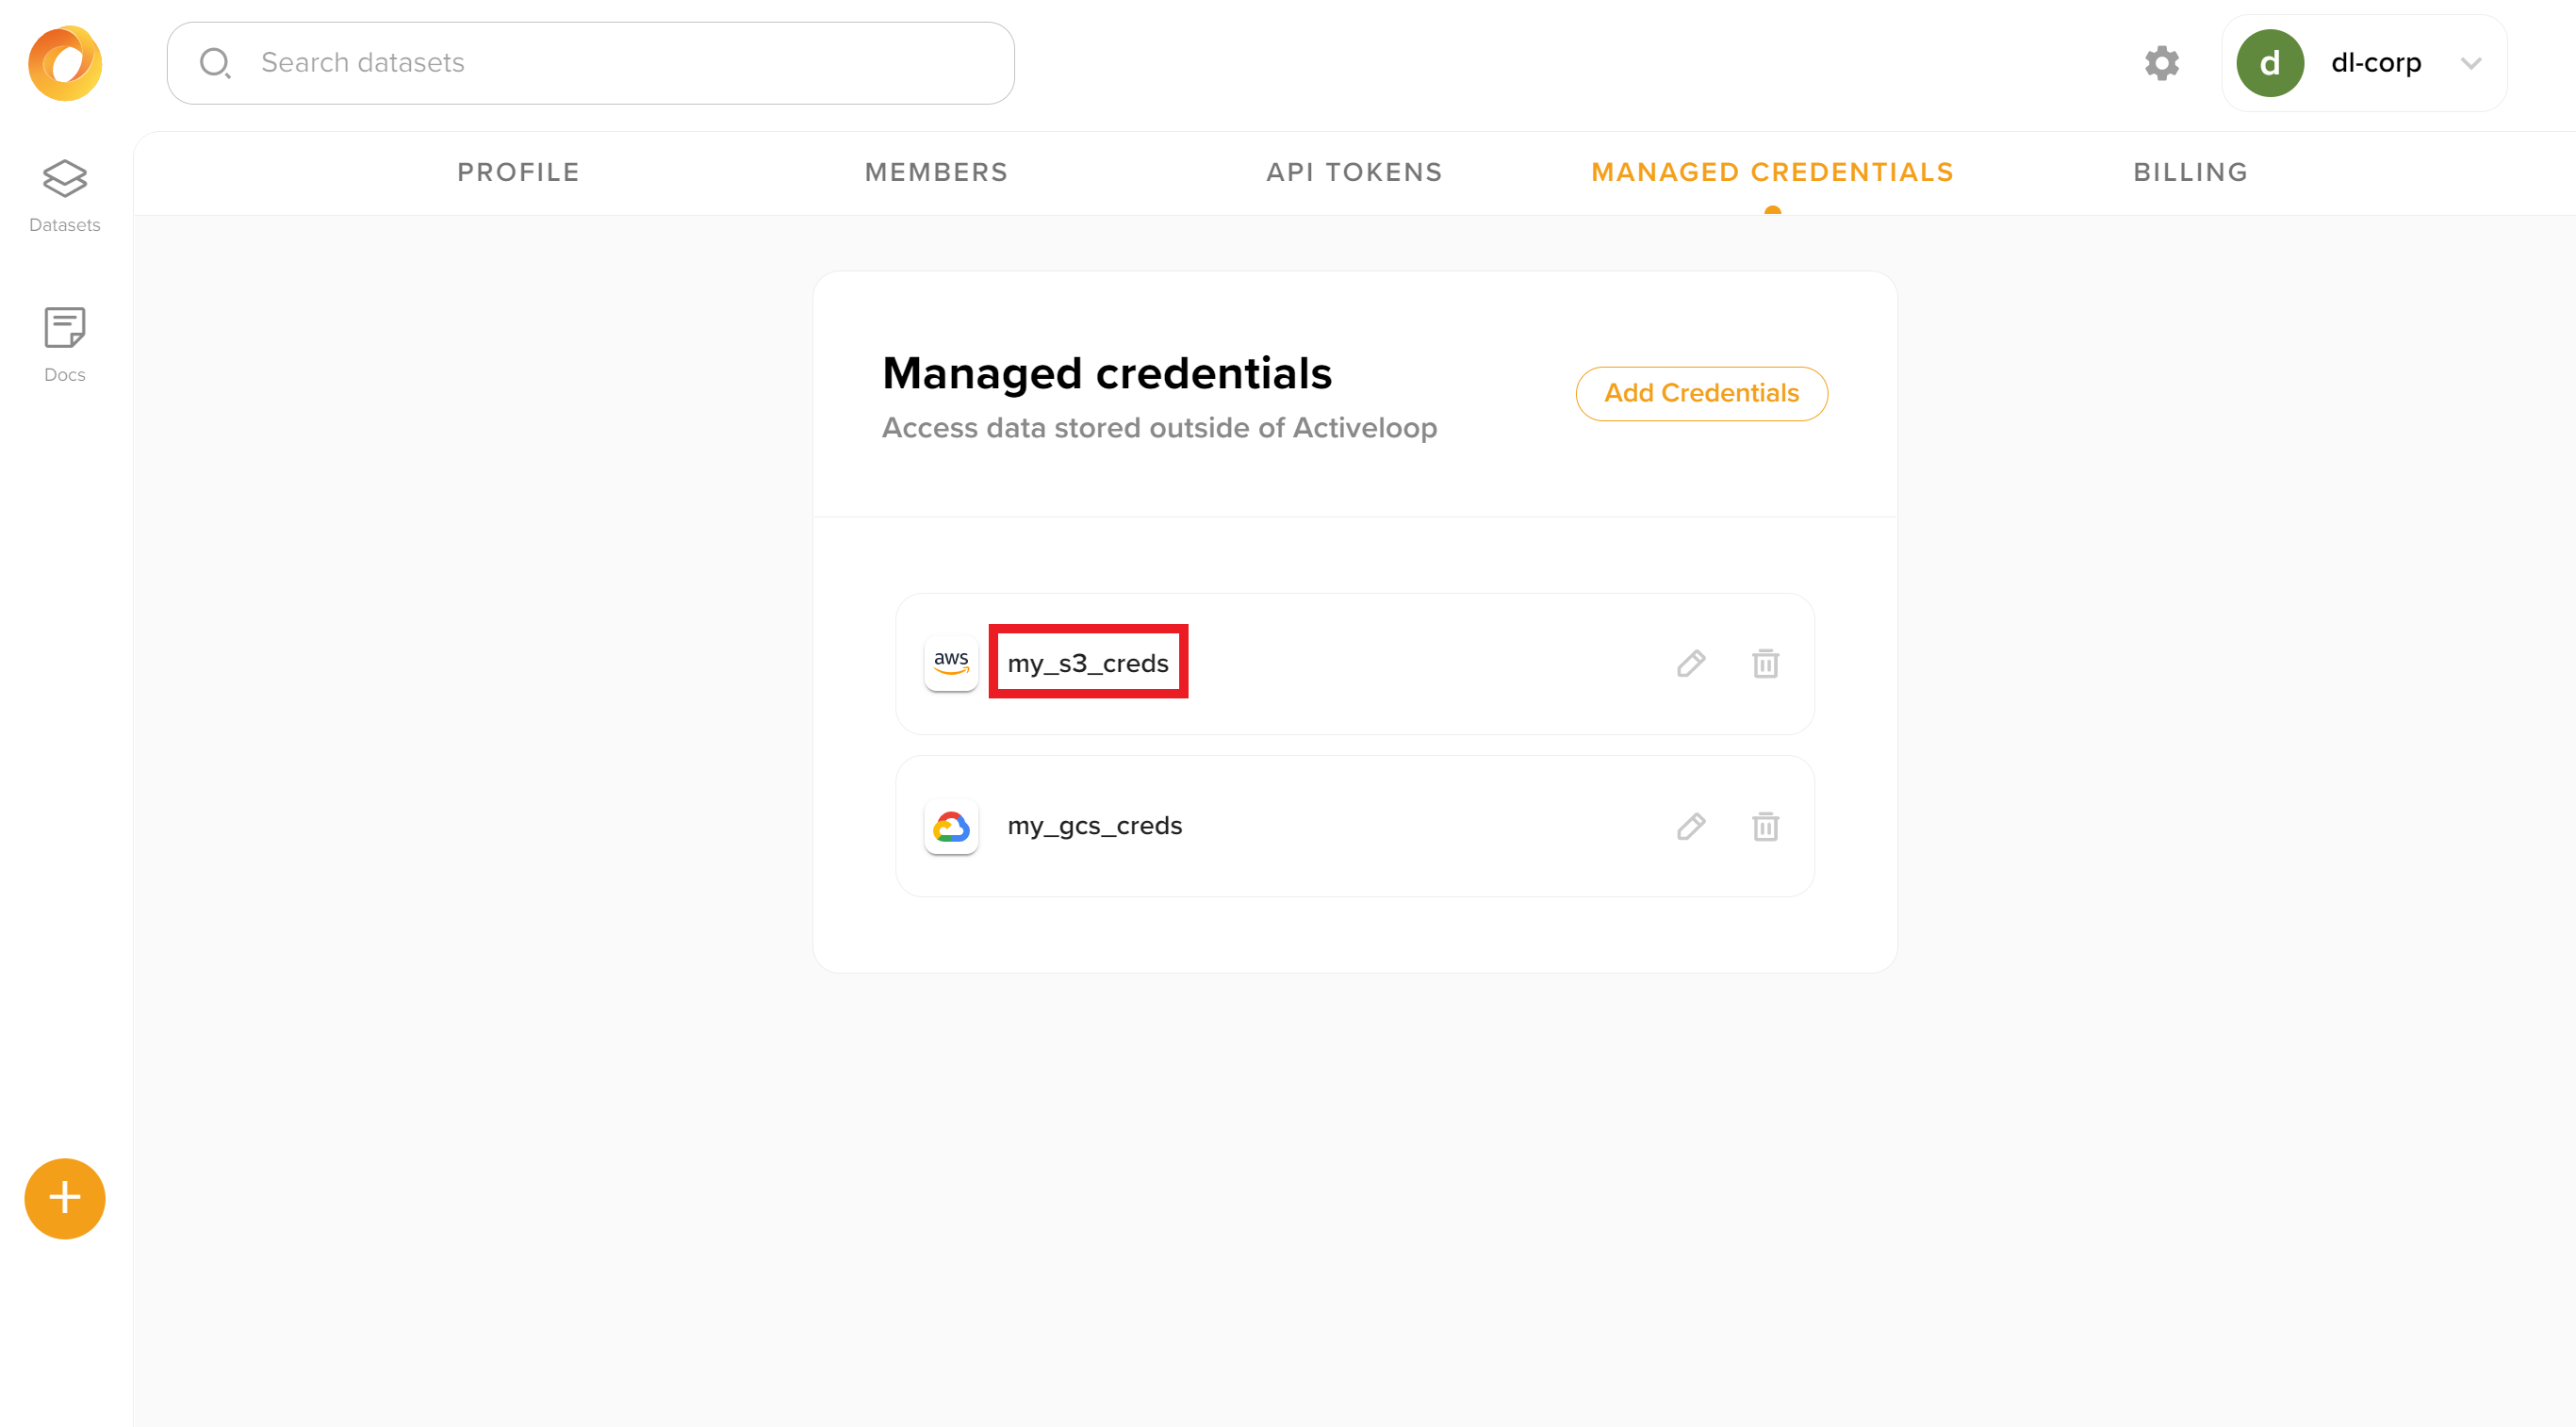 Search datasets
d
dl-corp
Datasets
Docs
PROFILE
MEMBERS
API TOKENS
MANAGED CREDENTIALS
BILLING
Managed credentials
Access data stored outside of Activeloop
Add Credentials
aws
my_s3_creds
my_gcs_creds